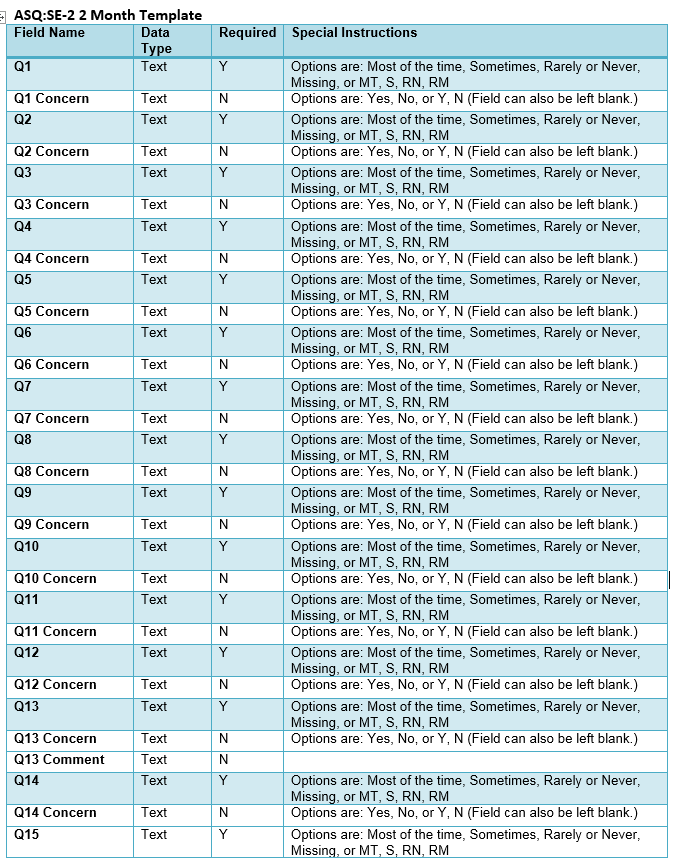 ASQ:SE-2 2 Month Template
Field Name Data Required Special Instructions
Type
Q1 Text Y Options are: Most of the time, Sometimes, Rarely or Never,
Missing, or MT, S, RN, RM
Q1 Concern Text N Options are: Yes, No, or Y, N (Field can also be left blank.)
Q2 Text Y Options are: Most of the time, Sometimes, Rarely or Never,
Missing, or MT, S, RN, RM
Q2 Concern Text N Options are: Yes, No, or Y, N (Field can also be left blank.)
Q3 Text Y Options are: Most of the time, Sometimes, Rarely or Never,
Missing, or MT, S, RN, RM
Q3 Concern Text N Options are: Yes, No, or Y, N (Field can also be left blank.)
Q4 Text Y Options are: Most of the time, Sometimes, Rarely or Never,
Missing, or MT, S, RN, RM
Q4 Concern Text N Options are: Yes, No, or Y, N (Field can also be left blank.)
Q5 Text Y Options are: Most of the time, Sometimes, Rarely or Never,
Missing, or MT, S, RN, RM
Q5 Concern Text N Options are: Yes, No, or Y, N (Field can also be left blank.)
Q6 Text Y Options are: Most of the time, Sometimes, Rarely or Never,
Missing, or MT, S, RN, RM
Q6 Concern Text N Options are: Yes, No, or Y, N (Field can also be left blank.)
Q7 Text Y Options are: Most of the time, Sometimes, Rarely or Never,
Missing, or MT, S, RN, RM
Q7 Concern Text N Options are: Yes, No, or Y, N (Field can also be left blank.)
Q8 Text Y Options are: Most of the time, Sometimes, Rarely or Never,
Missing, or MT, S, RN, RM
Q8 Concern Text N Options are: Yes, No, or Y, N (Field can also be left blank.)
Q9 Text Y Options are: Most of the time, Sometimes, Rarely or Never,
Missing, or MT, S, RN, RM
Q9 Concern Text N Options are: Yes, No, or Y, N (Field can also be left blank.)
Q10 Text Y Options are: Most of the time, Sometimes, Rarely or Never,
Missing, or MT, S, RN, RM
Q10 Concern Text N Options are: Yes, No, or Y, N (Field can also be left blank.)
Q11 Text Y Options are: Most of the time, Sometimes, Rarely or Never,
Missing, or MT, S, RN, RM
Q11 Concern Text N Options are: Yes, No, or Y, N (Field can also be left blank.)
Q12 Text Y Options are: Most of the time, Sometimes, Rarely or Never,
Missing, or MT, S, RN, RM
Q12 Concern Text N Options are: Yes, No, or Y, N (Field can also be left blank.)
Q13 Text Y Options are: Most of the time, Sometimes, Rarely or Never,
Missing, or MT, S, RN, RM
Q13 Concern Text N Options are: Yes, No, or Y, N (Field can also be left blank.)
Q13 Comment Text N
Q14 Text Y Options are: Most of the time, Sometimes, Rarely or Never,
Missing, or MT, S, RN, RM
Q14 Concern Text N Options are: Yes, No, or Y, N (Field can also be left blank.)
Q15 Text Y Options are: Most of the time, Sometimes, Rarely or Never,
Missing, or MT, S, RN, RM